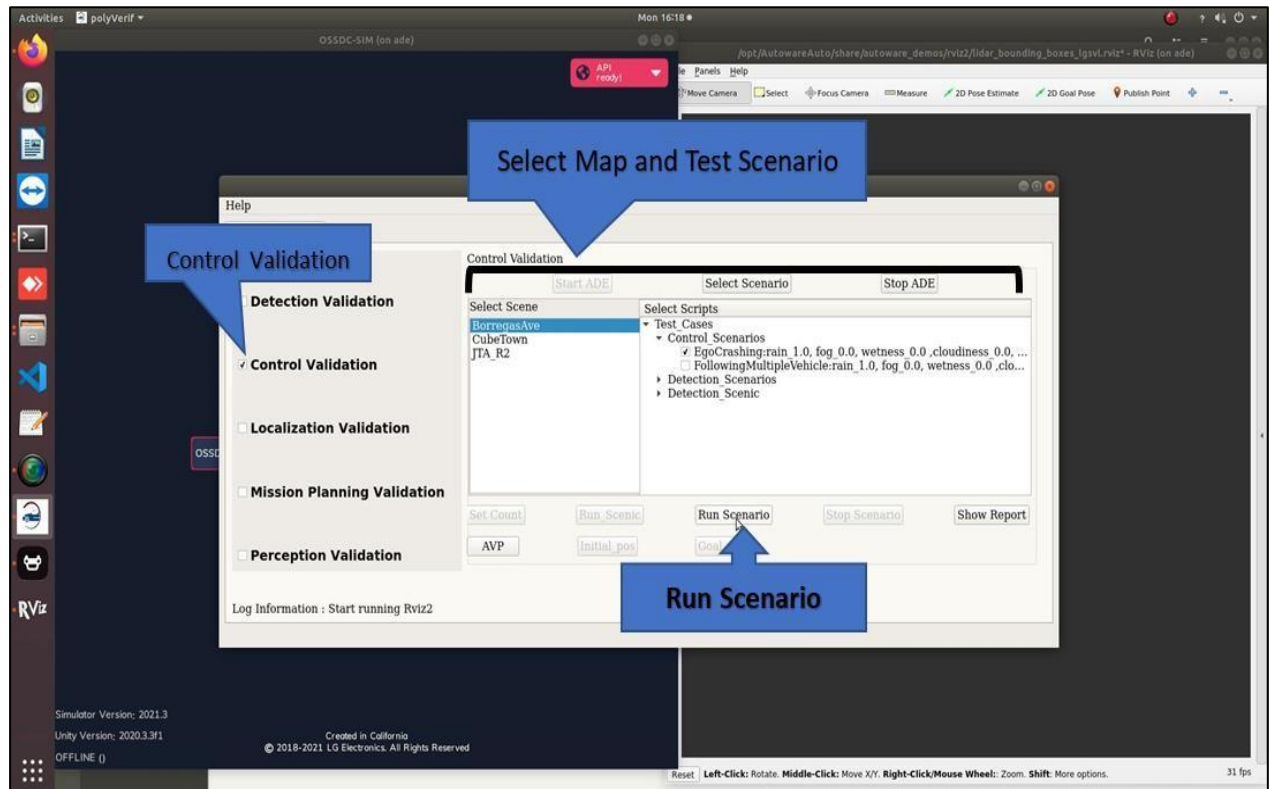 Activities
polyVerif
Mon 16:18
OSSDC-SIM (on ade)
/opt/AutowareAuto/share/autoware_demos/rviz2/lidar_bounding_boxes_lgsvl.rviz* - RViz (on ade)
API
ready!
Panels Help
Move Camera Select Focus Camera Measure 2D Pose Estimate 2D Goal Pose Publish Point
Select Map and Test Scenario
Help
Control Validation
Control Validation
Start ADE Select Scenario Stop ADE
Detection Validation
Control Validation
Localization Validation
Mission Planning Validation
Perception Validation
Select Scene
BorregasAve
CubeTown
JTA_R2
Select Scripts
Test_Cases
Control_Scenarios
EgoCrashing:rain_1.0, fog_0.0, wetness_0.0 ,cloudiness_0.0, ...
FollowingMultipleVehicle:rain_1.0, fog_0.0, wetness_0.0 ,clo...
Detection_Scenarios
Detection_Scenic
Set Count Run_Scenic Run Scenario Stop Scenario Show Report
AVP Initial_pos
Run Scenario
Log Information : Start running Rviz2
RViz
Simulator Version: 2021.3
Unity Version: 2020.3.3f1
OFFLINE ()
Created in California
© 2018-2021 LG Electronics. All Rights Reserved
Reset Left-Click: Rotate. Middle-Click: Move X/Y. Right-Click/Mouse Wheel:: Zoom. Shift: More options.
31 fps